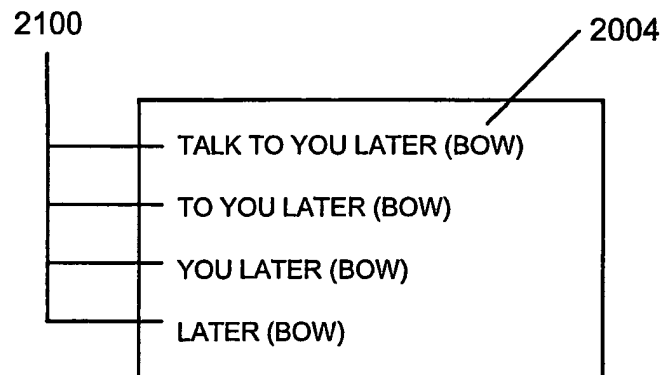 2100
2004
TALK TO YOU LATER (BOW)
TO YOU LATER (BOW)
YOU LATER (BOW)
LATER (BOW)